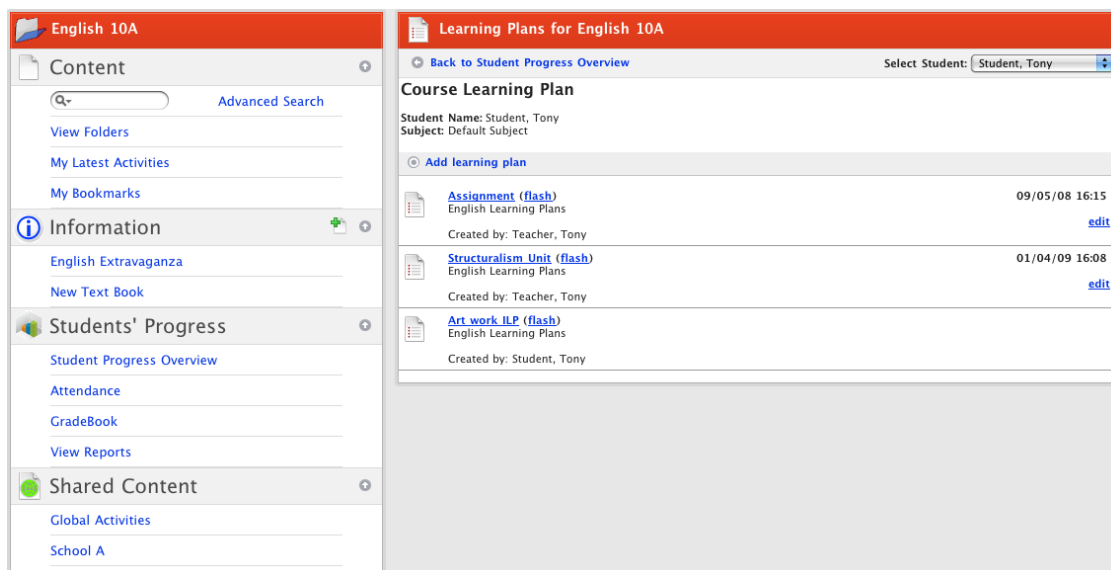 English 10A
Content
Advanced Search
View Folders
My Latest Activities
My Bookmarks
Information
English Extravaganza
New Text Book
Students' Progress
Student Progress Overview
Attendance
GradeBook
View Reports
Shared Content
Global Activities
School A
Learning Plans for English 10A
Back to Student Progress Overview
Select Student: Student, Tony
Course Learning Plan
Student Name: Student, Tony
Subject: Default Subject
Add learning plan
Assignment (flash) 09/05/08 16:15
English Learning Plans
edit
Created by: Teacher, Tony
Structuralism Unit (flash) 01/04/09 16:08
English Learning Plans
edit
Created by: Teacher, Tony
Art work ILP (flash)
English Learning Plans
Created by: Student, Tony